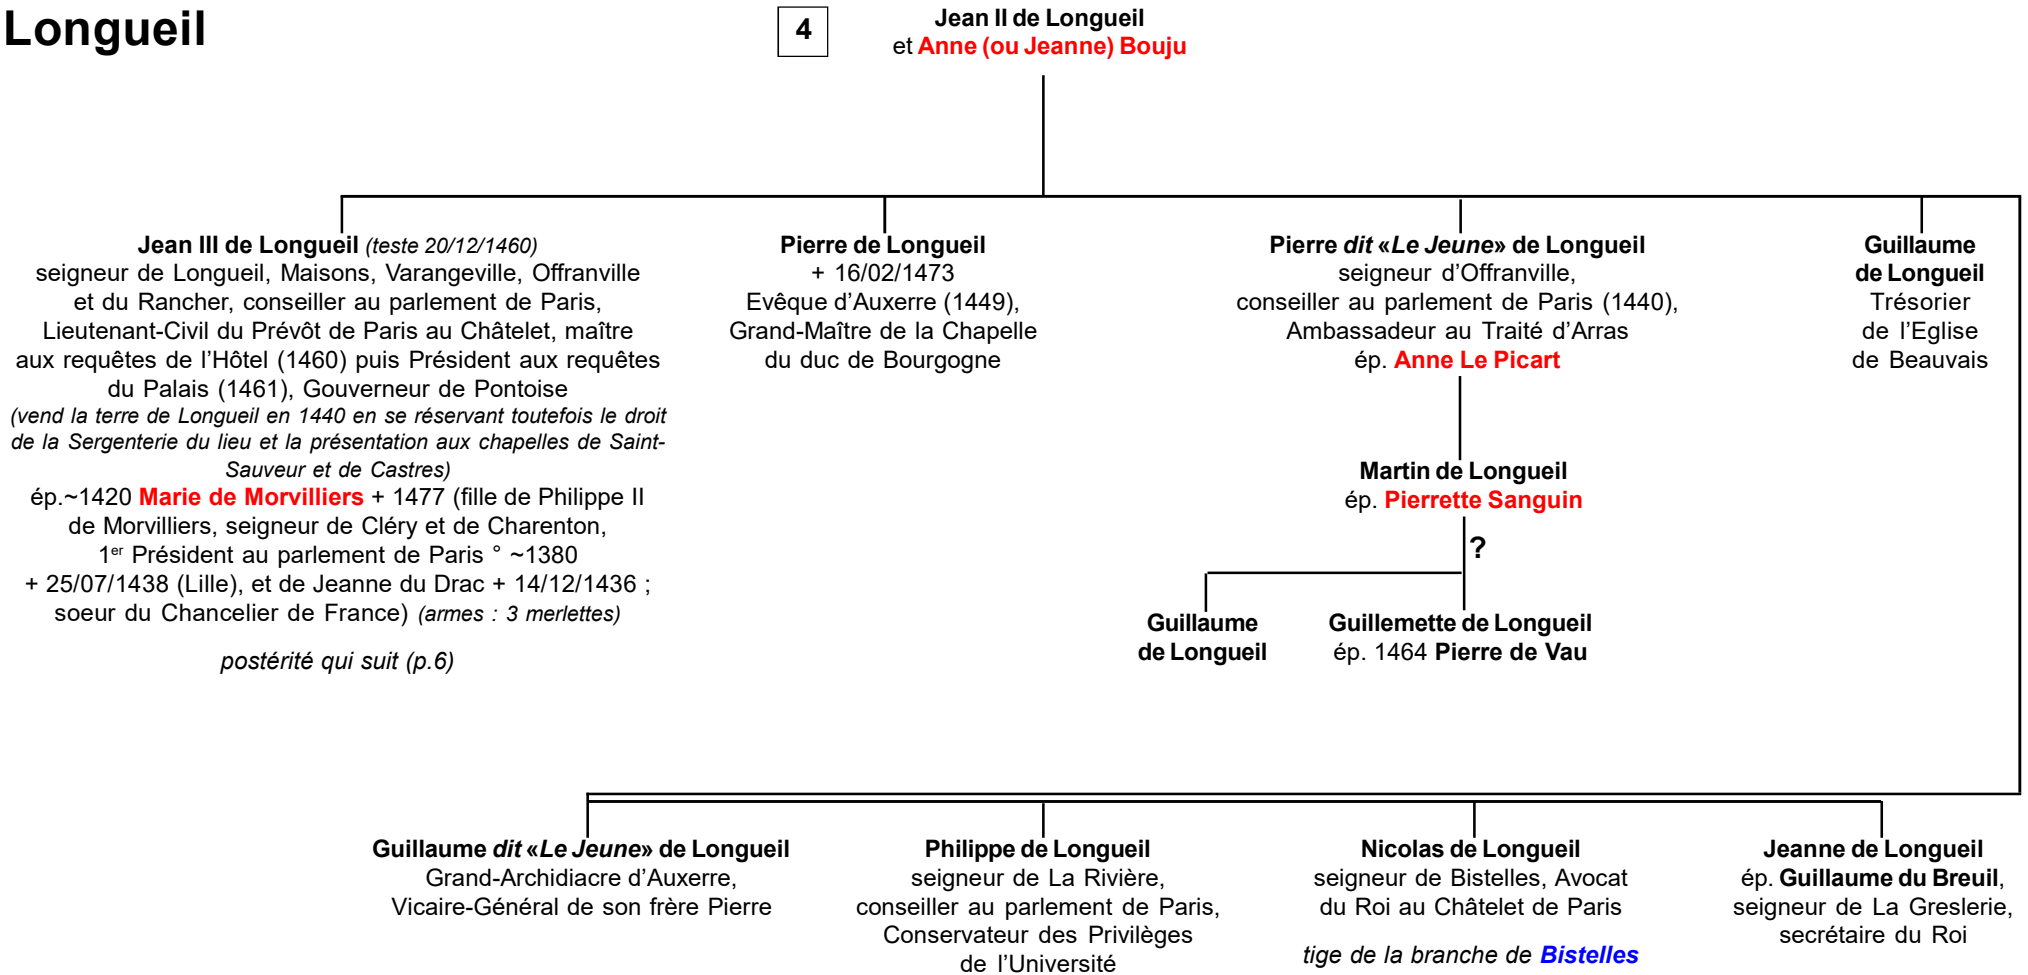 Longueil
4
Jean II de Longueil
et Anne (ou Jeanne) Bouju
Jean III de Longueil (teste 20/12/1460)
seigneur de Longueil, Maisons, Varangeville, Offranville
et du Rancher, conseiller au parlement de Paris,
Lieutenant-Civil du Prévôt de Paris au Châtelet, maître
aux requêtes de l'Hôtel (1460) puis Président aux requêtes
du Palais (1461), Gouverneur de Pontoise
(vend la terre de Longueil en 1440 en se réservant toutefois le droit
de la Sergenterie du lieu et la présentation aux chapelles de Saint-
Sauveur et de Castres)
ép.~1420 Marie de Morvilliers + 1477 (fille de Philippe II
de Morvilliers, seigneur de Cléry et de Charenton,
1er Président au parlement de Paris ° ~1380
+ 25/07/1438 (Lille), et de Jeanne du Drac + 14/12/1436 ;
soeur du Chancelier de France) (armes : 3 merlettes)
postérité qui suit (p.6)
Pierre de Longueil
+ 16/02/1473
Evêque d'Auxerre (1449),
Grand-Maître de la Chapelle
du duc de Bourgogne
Pierre dit «Le Jeune» de Longueil
seigneur d'Offranville,
conseiller au parlement de Paris (1440),
Ambassadeur au Traité d'Arras
ép. Anne Le Picart
Martin de Longueil
ép. Pierrette Sanguin
?
Guillaume
de Longueil
Guillemette de Longueil
ép. 1464 Pierre de Vau
Guillaume
de Longueil
Trésorier
de l'Eglise
de Beauvais
Guillaume dit «Le Jeune» de Longueil
Grand-Archidiacre d'Auxerre,
Vicaire-Général de son frère Pierre
Philippe de Longueil
seigneur de La Rivière,
conseiller au parlement de Paris,
Conservateur des Privilèges
de l'Université
Nicolas de Longueil
seigneur de Bistelles, Avocat
du Roi au Châtelet de Paris
tige de la branche de Bistelles
Jeanne de Longueil
ép. Guillaume du Breuil,
seigneur de La Greslerie,
secrétaire du Roi